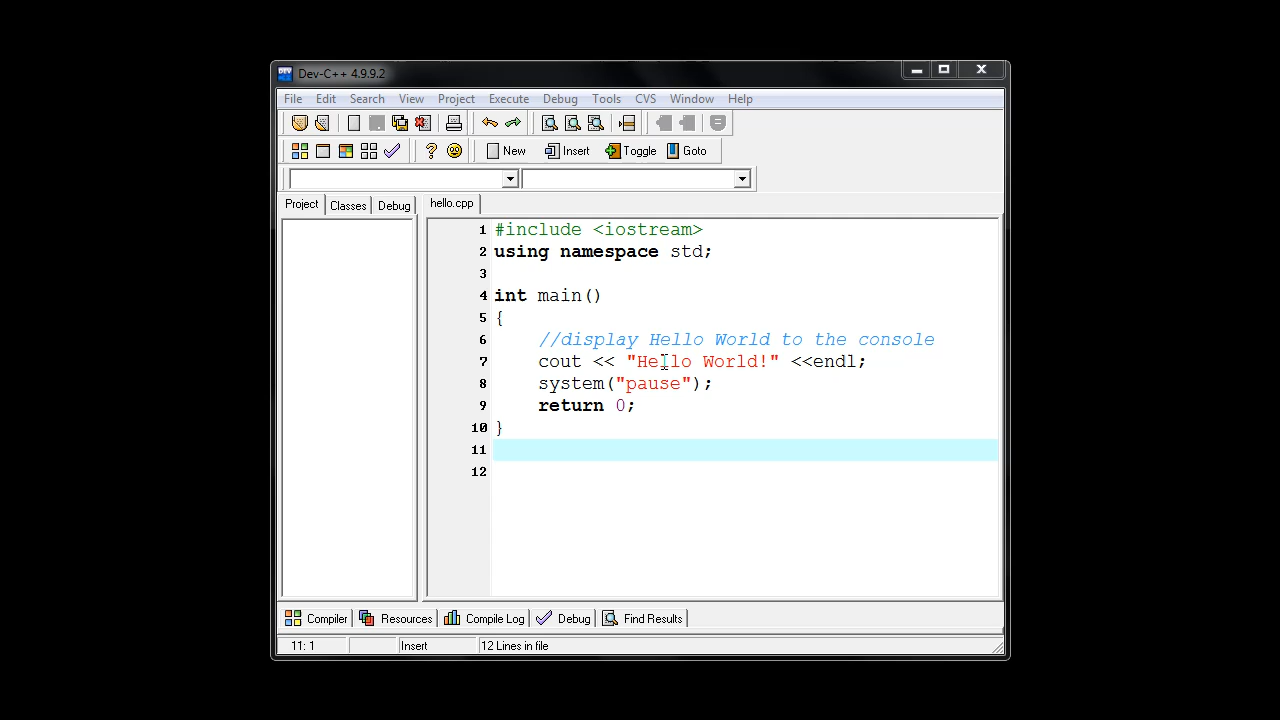 Dev-C++ 4.9.9.2
File Edit Search View Project Execute Debug Tools CVS Window Help
New Insert Toggle Goto
Project Classes Debug hello.cpp
1 #include <iostream>
2 using namespace std;
3
4 int main()
5 {
6 //display Hello World to the console
7 cout << "Hello World!" <<endl;
8 system("pause");
9 return 0;
10 }
11
12
Compiler Resources Compile Log Debug Find Results
11: 1 Insert 12 Lines in file